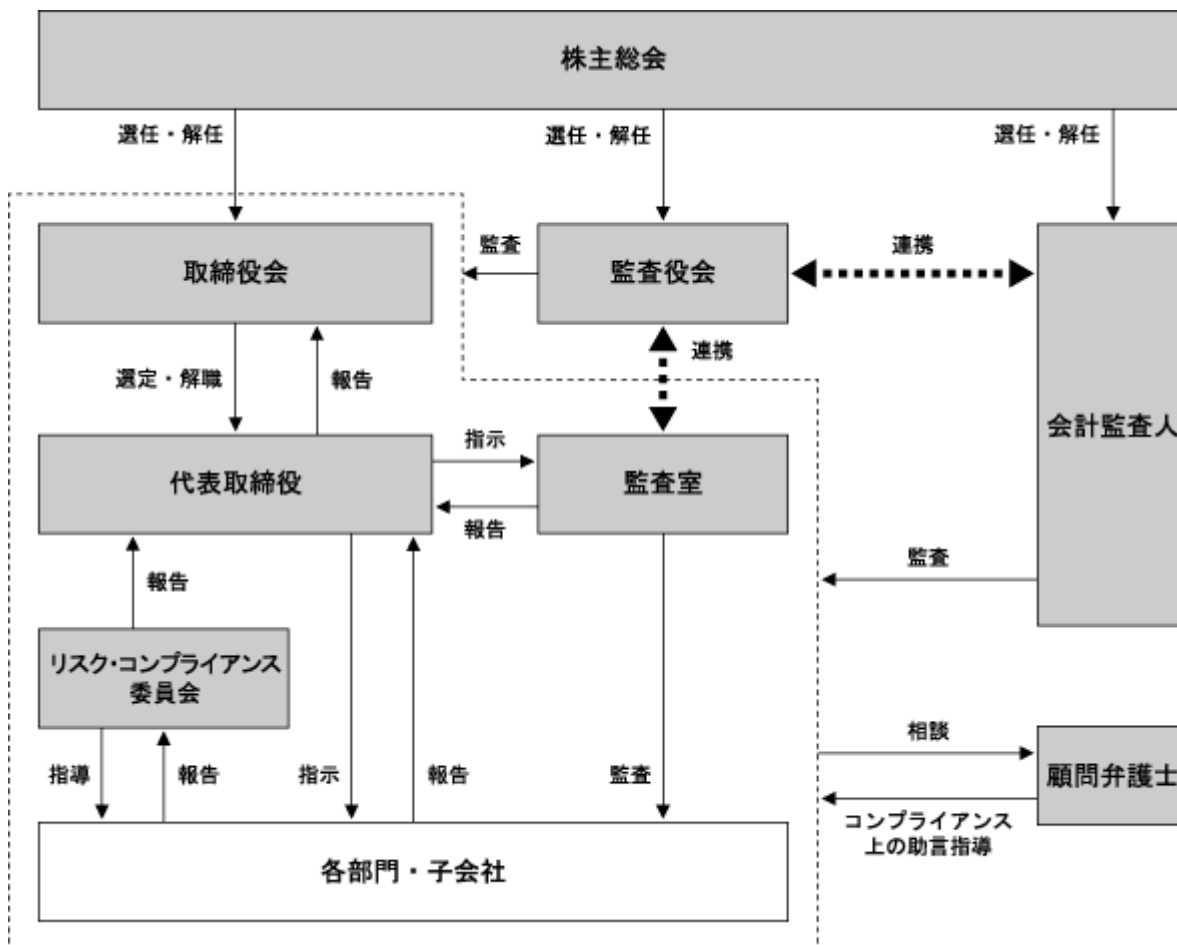 株主総会
選任・解任
選任・解任
選任・解任
取締役会
監査
監査役会
連携
会計監査人
選定・解職
報告
連携
代表取締役
指示
報告
監査室
報告
監査
リスク・コンプライアンス
委員会
指導
報告
指示
報告
監査
相談
顧問弁護士
コンプライアンス
上の助言指導
各部門・子会社